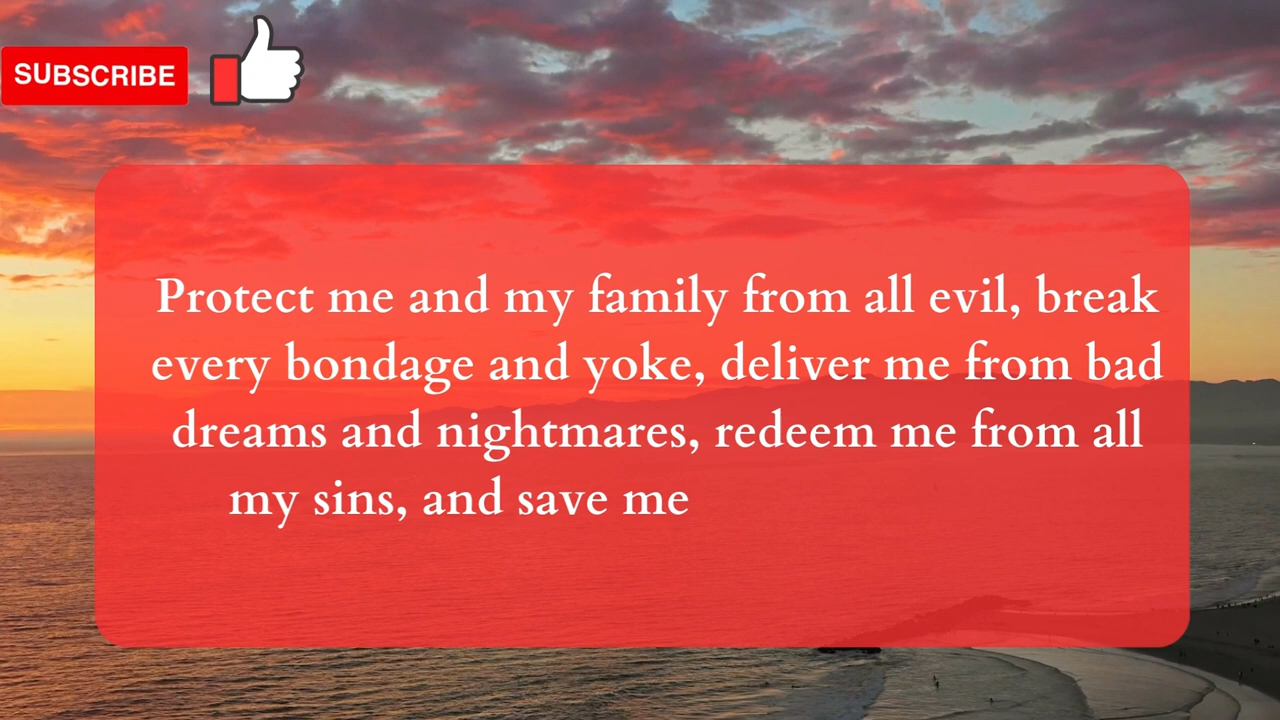 SUBSCRIBE
Protect me and my family from all evil, break
every bondage and yoke, deliver me from bad
dreams and nightmares, redeem me from all
my sins, and save me